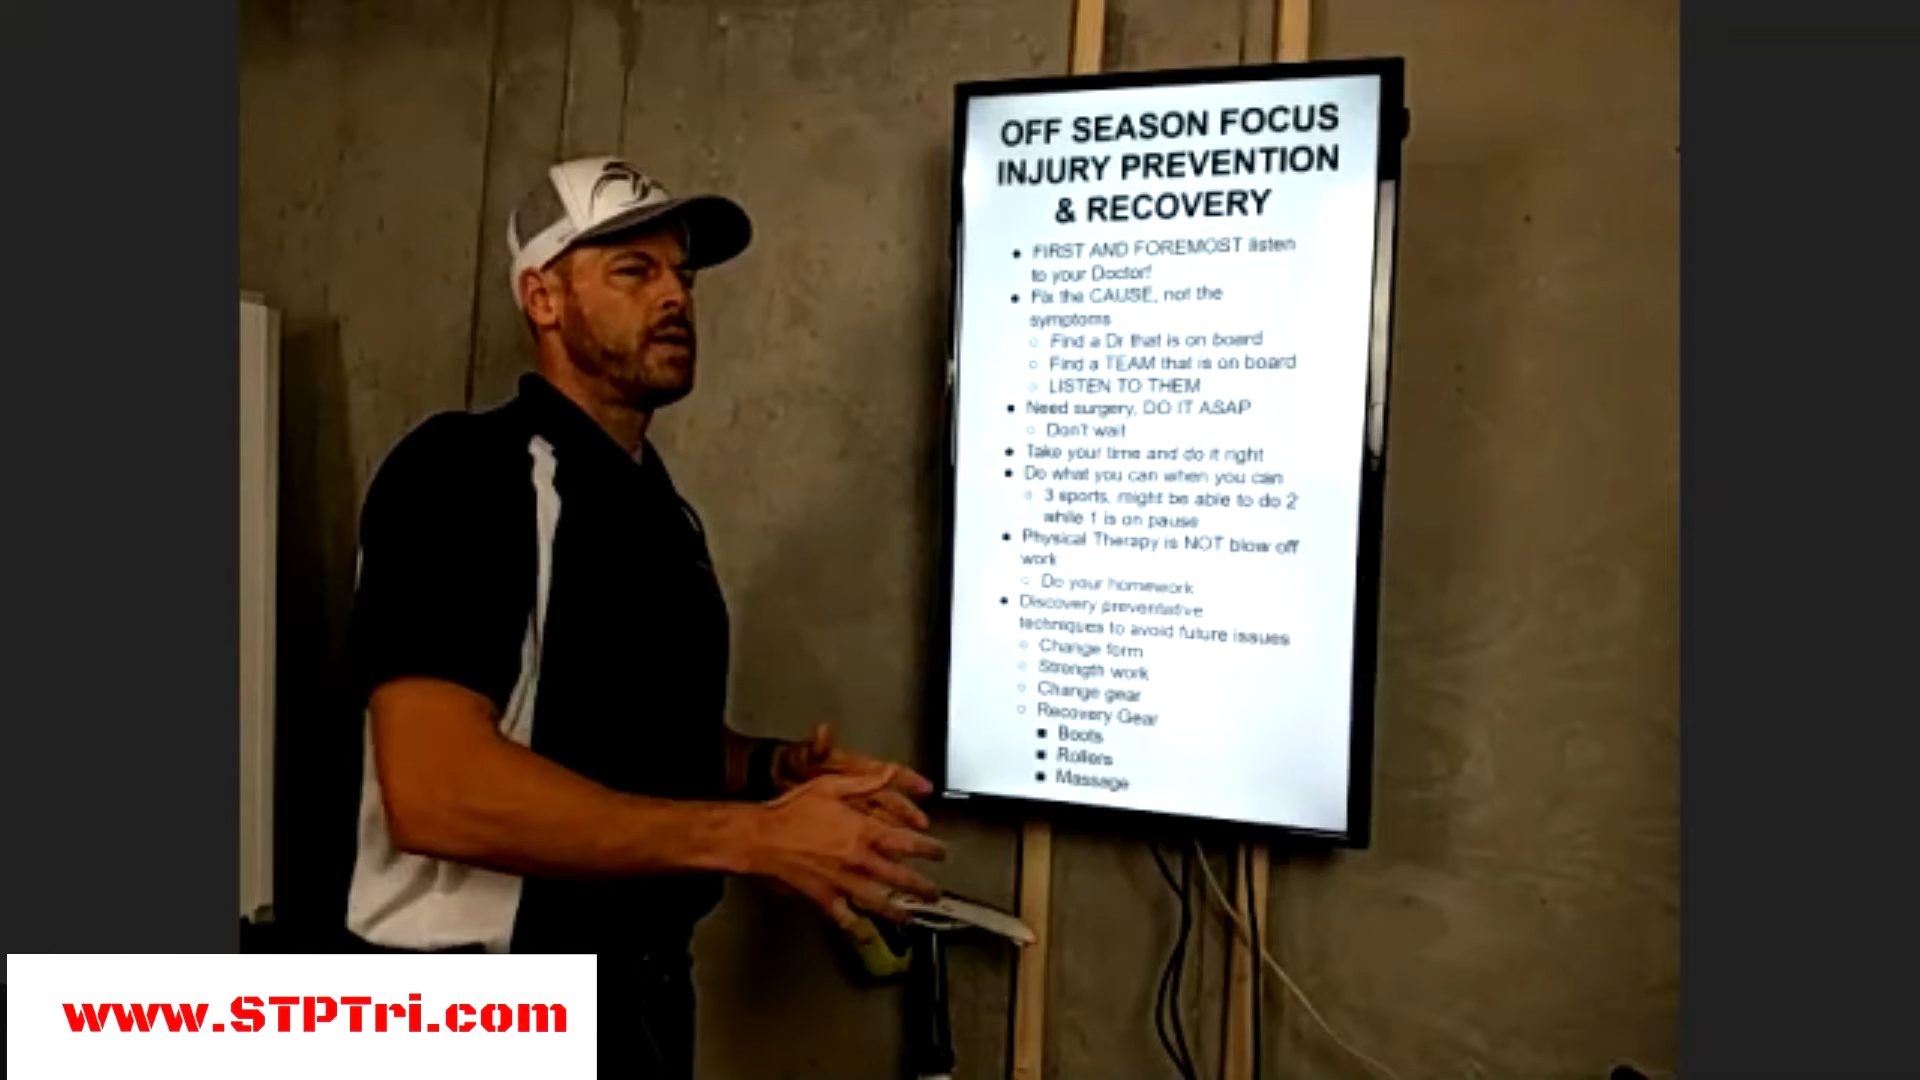 OFF SEASON FOCUS
INJURY PREVENTION
& RECOVERY
• FIRST AND FOREMOST listen
to your Doctor!
• Fix the CAUSE, not the
symptoms
○ Find a Dr that is on board
○ Find a TEAM that is on board
○ LISTEN TO THEM
• Need surgery, DO IT ASAP
○ Don't wait
• Take your time and do it right
• Do what you can when you can
○ 3 sports, might be able to do 2
while 1 is on pause
• Physical Therapy is NOT blow off
work
○ Do your homework
• Discovery preventative
techniques to avoid future issues
○ Change form
○ Strength work
○ Change gear
○ Recovery Gear
■ Boots
■ Rollers
■ Massage
www.STPTri.com